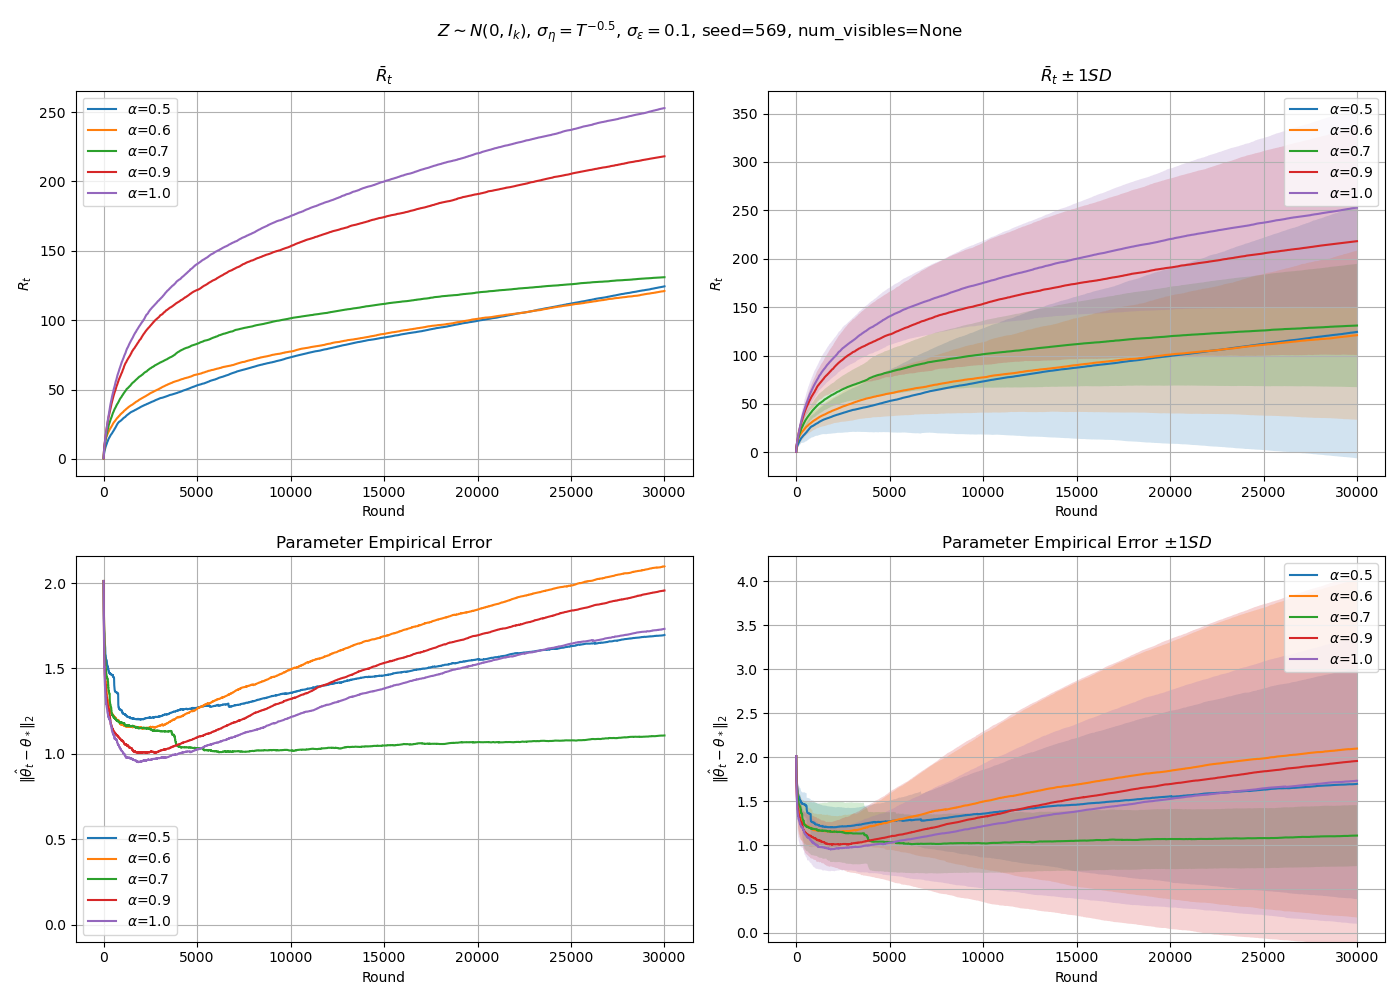 Z ~ N(0, I_k), σ_η = T^{-0.5}, σ_ε = 0.1, seed=569, num_visibles=None
R̄_t
R_t
250
200
150
100
50
0
α=0.5
α=0.6
α=0.7
α=0.9
α=1.0
0 5000 10000 15000 20000 25000 30000
Round
R̄_t ± 1SD
R_t
350
300
250
200
150
100
50
0
α=0.5
α=0.6
α=0.7
α=0.9
α=1.0
0 5000 10000 15000 20000 25000 30000
Round
Parameter Empirical Error
‖θ̂_t − θ_*‖_2
2.0
1.5
1.0
0.5
0.0
α=0.5
α=0.6
α=0.7
α=0.9
α=1.0
0 5000 10000 15000 20000 25000 30000
Round
Parameter Empirical Error ±1SD
‖θ̂_t − θ_*‖_2
4.0
3.5
3.0
2.5
2.0
1.5
1.0
0.5
0.0
α=0.5
α=0.6
α=0.7
α=0.9
α=1.0
0 5000 10000 15000 20000 25000 30000
Round